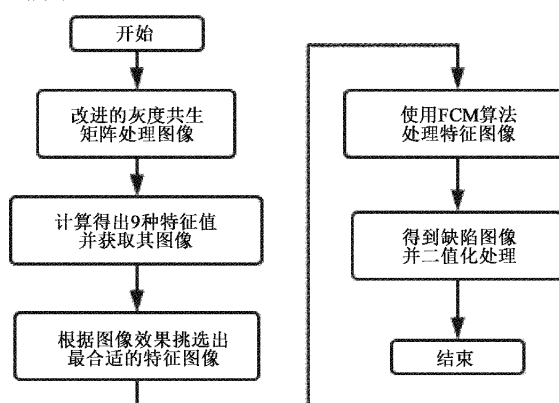 开始
改进的灰度共生
矩阵处理图像
计算得出9种特征值
并获取其图像
根据图像效果挑选出
最合适的特征图像
使用FCM算法
处理特征图像
得到缺陷图像
并二值化处理
结束